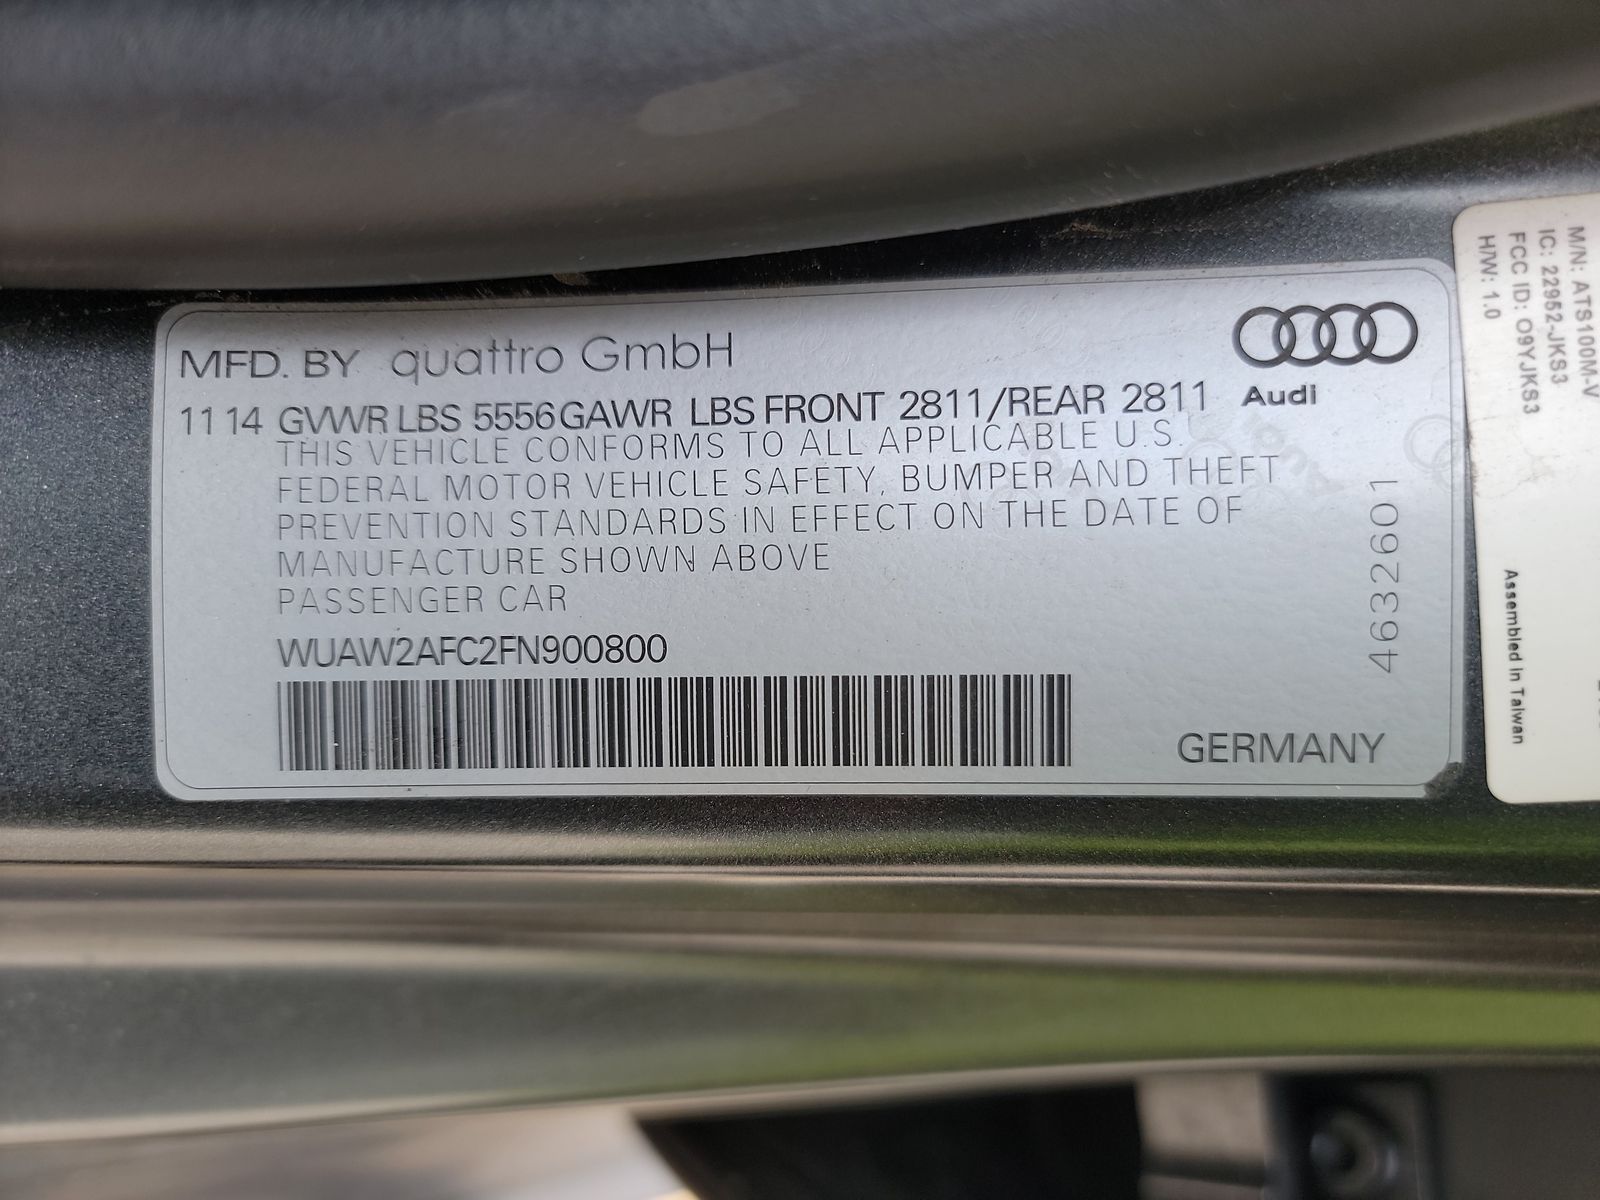 MFD. BY quattro GmbH
Audi
1114 GVWR LBS 5556 GAWR LBS FRONT 2811/REAR 2811
THIS VEHICLE CONFORMS TO ALL APPLICABLE U.S.
FEDERAL MOTOR VEHICLE SAFETY, BUMPER AND THEFT
PREVENTION STANDARDS IN EFFECT ON THE DATE OF
MANUFACTURE SHOWN ABOVE
PASSENGER CAR
WUAW2AFC2FN900800
GERMANY
4632601
M/N: ATS100M-V
IC: 22952-JKS3
FCC ID: O9YJKS3
H/W: 1.0
Assembled in Taiwan